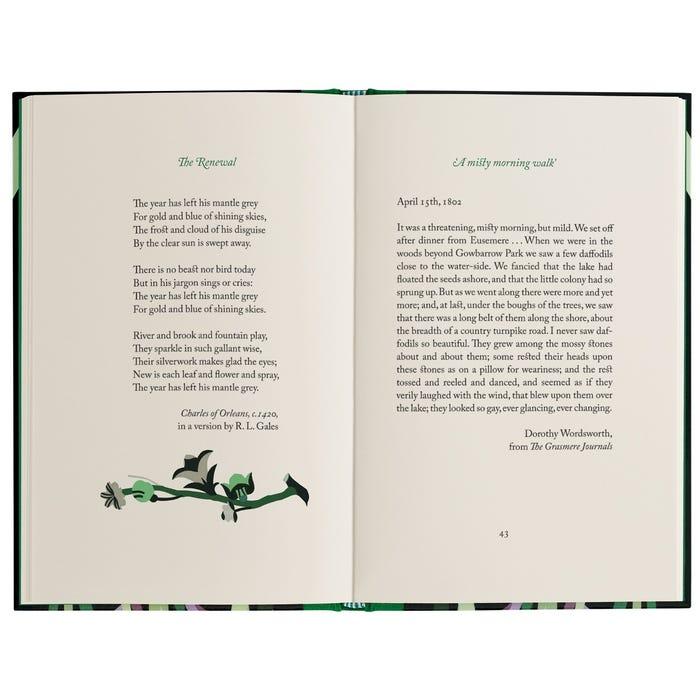 The Renewal
The year has left his mantle grey
For gold and blue of shining skies,
The frost and cloud of his disguise
By the clear sun is swept away.
There is no beast nor bird today
But in his jargon sings or cries:
The year has left his mantle grey
For gold and blue of shining skies.
River and brook and fountain play,
They sparkle in such gallant wise,
Their silverwork makes glad the eyes;
New is each leaf and flower and spray,
The year has left his mantle grey.
Charles of Orleans, c.1420,
in a version by R. L. Gales
‘A misty morning walk’
April 15th, 1802
It was a threatening, misty morning, but mild. We set off
after dinner from Eusemere ... When we were in the
woods beyond Gowbarrow Park we saw a few daffodils
close to the water-side. We fancied that the lake had
floated the seeds ashore, and that the little colony had so
sprung up. But as we went along there were more and yet
more; and, at last, under the boughs of the trees, we saw
that there was a long belt of them along the shore, about
the breadth of a country turnpike road. I never saw daf-
fodils so beautiful. They grew among the mossy stones
about and about them; some rested their heads upon
these stones as on a pillow for weariness; and the rest
tossed and reeled and danced, and seemed as if they
verily laughed with the wind, that blew upon them over
the lake; they looked so gay, ever glancing, ever changing.
Dorothy Wordsworth,
from The Grasmere Journals
43